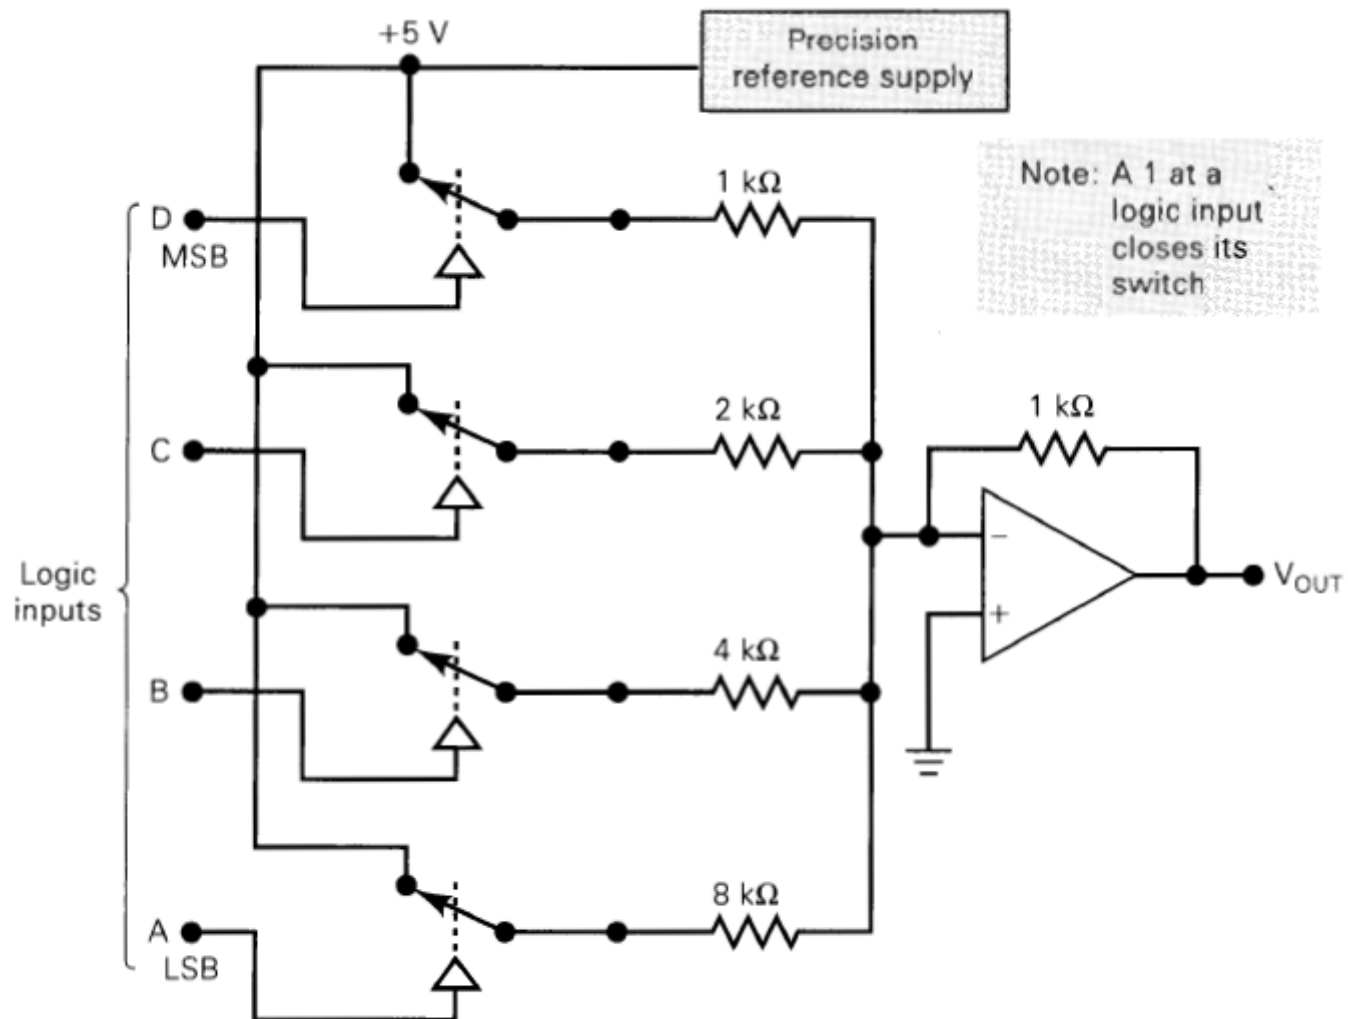 +5 V
Precision
reference supply
Note: A 1 at a
logic input
closes its
switch
D
MSB
1 kΩ
C
2 kΩ
1 kΩ
Logic
inputs
−
+
VOUT
B
4 kΩ
A
LSB
8 kΩ